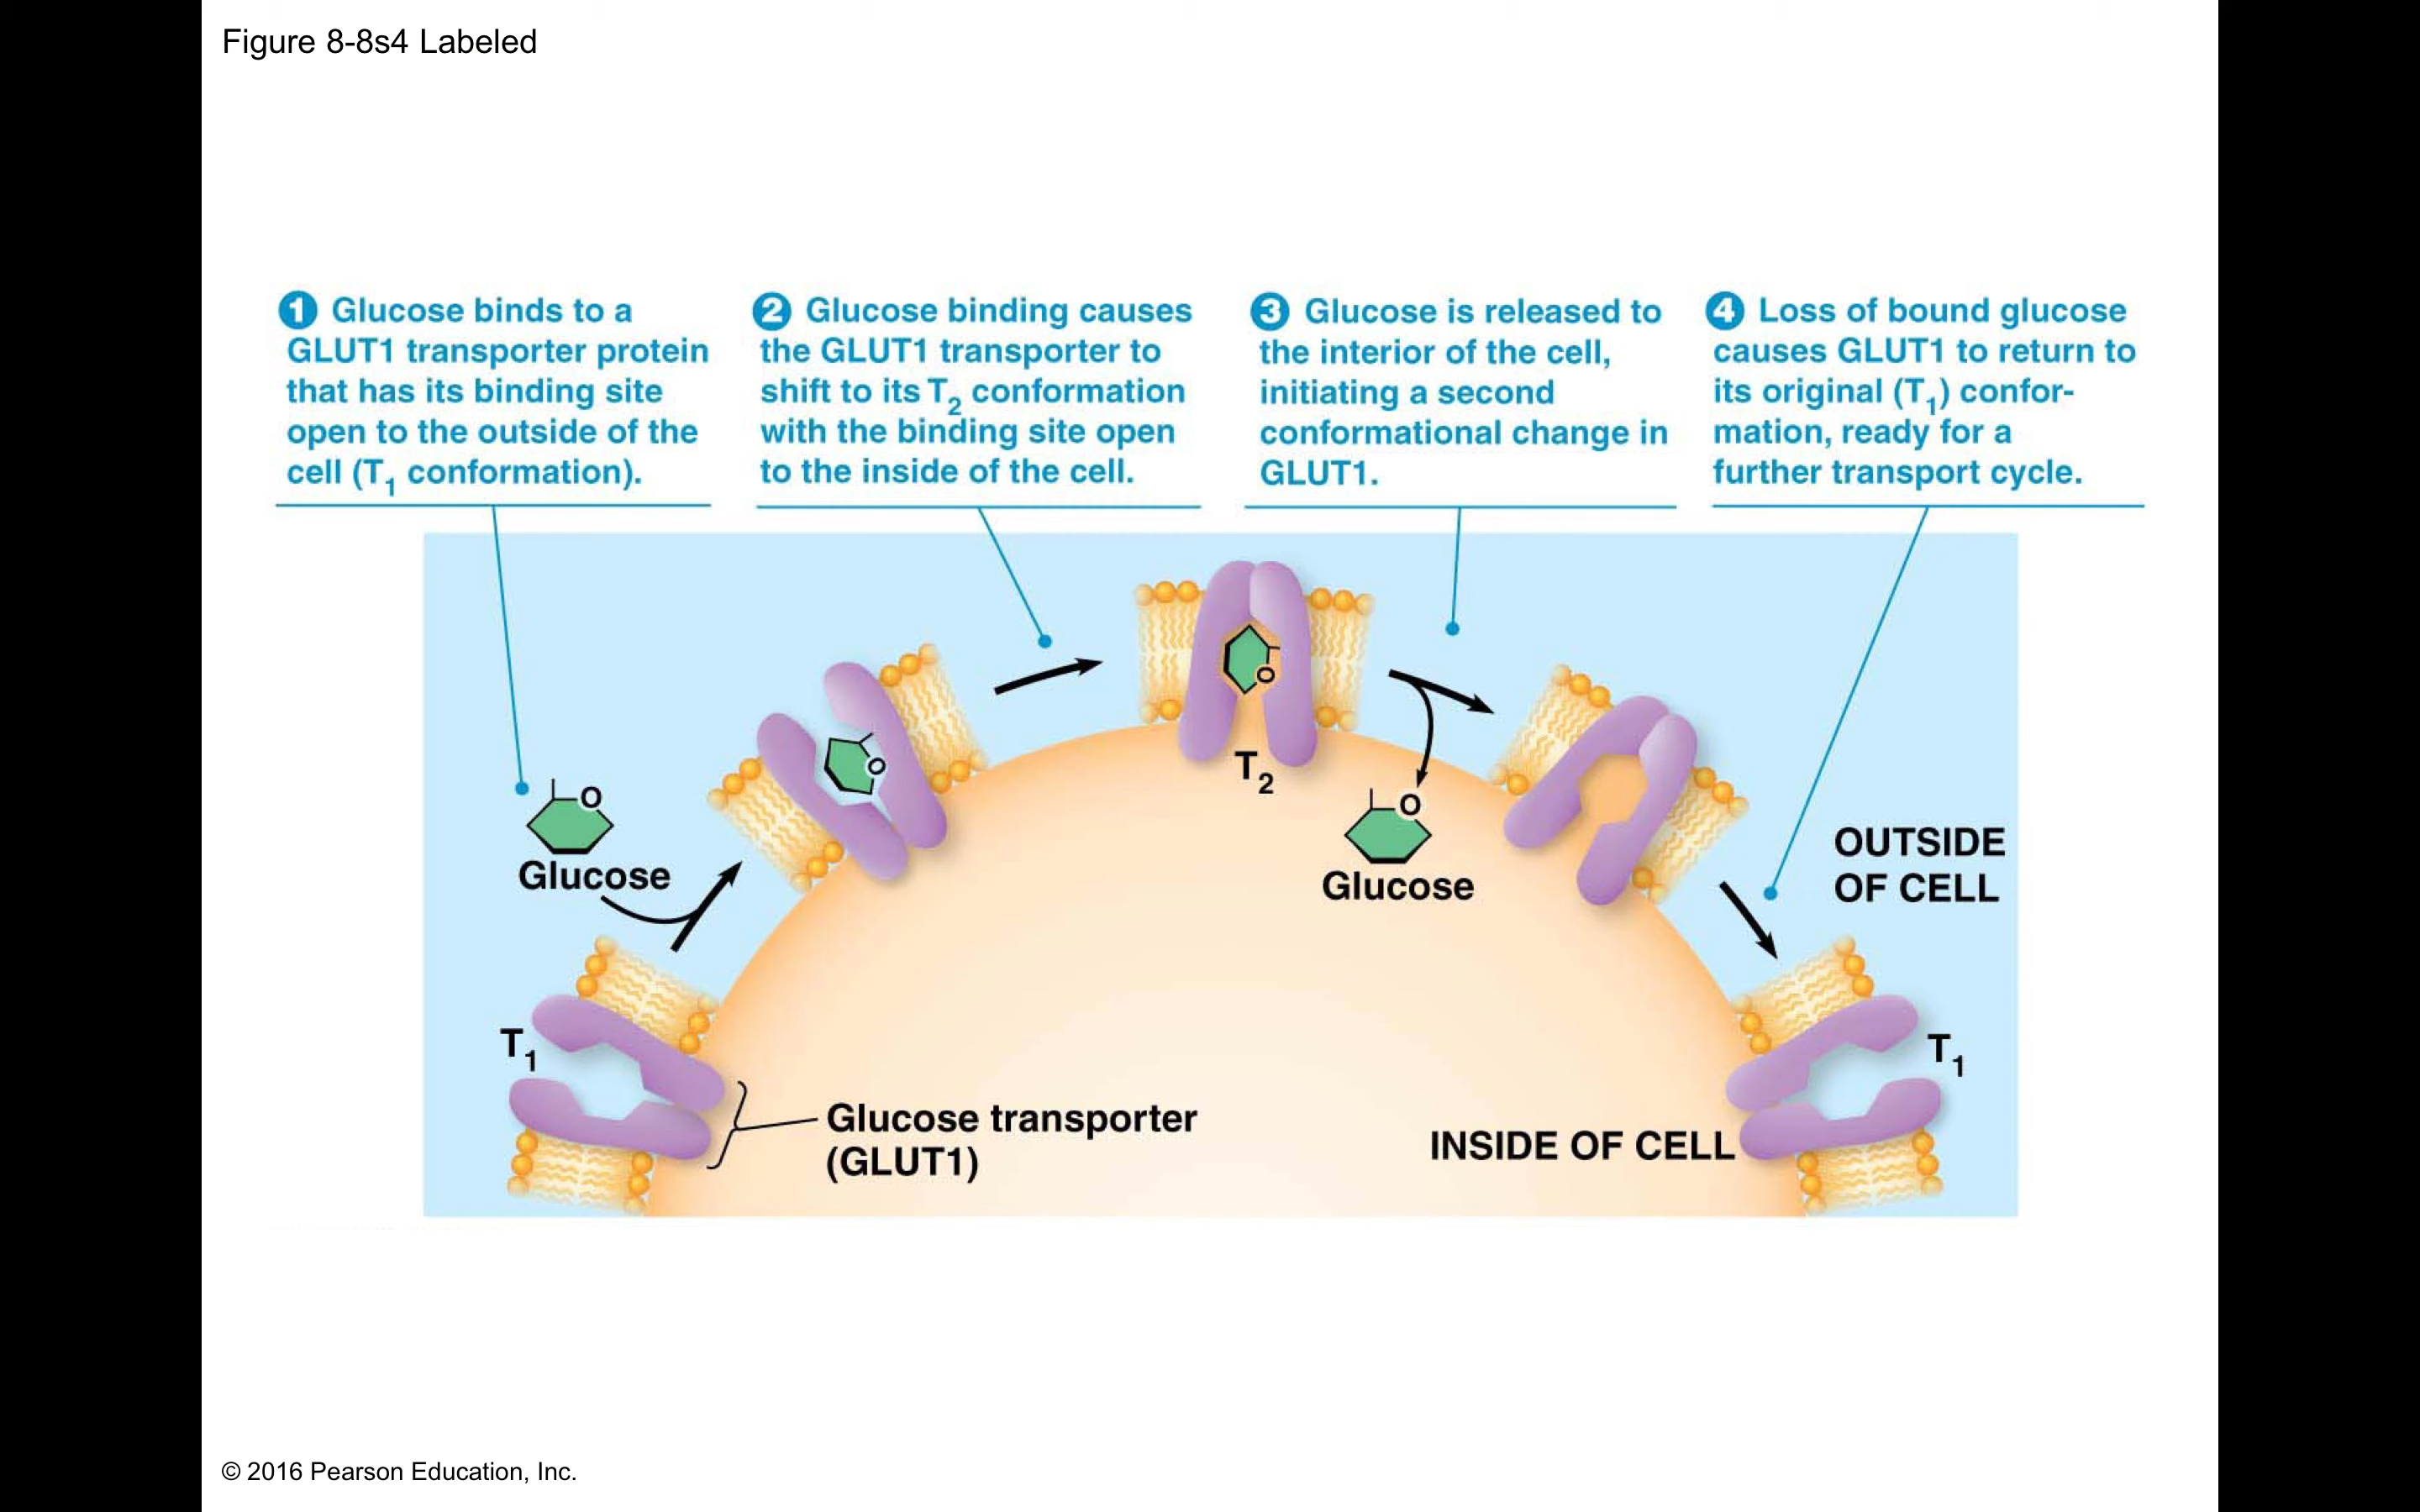 Figure 8-8s4 Labeled
1 Glucose binds to a
GLUT1 transporter protein
that has its binding site
open to the outside of the
cell (T1 conformation).
2 Glucose binding causes
the GLUT1 transporter to
shift to its T2 conformation
with the binding site open
to the inside of the cell.
3 Glucose is released to
the interior of the cell,
initiating a second
conformational change in
GLUT1.
4 Loss of bound glucose
causes GLUT1 to return to
its original (T1) confor-
mation, ready for a
further transport cycle.
O
Glucose
O
O
T2
O
Glucose
OUTSIDE
OF CELL
T1
T1
Glucose transporter
(GLUT1)
INSIDE OF CELL
© 2016 Pearson Education, Inc.